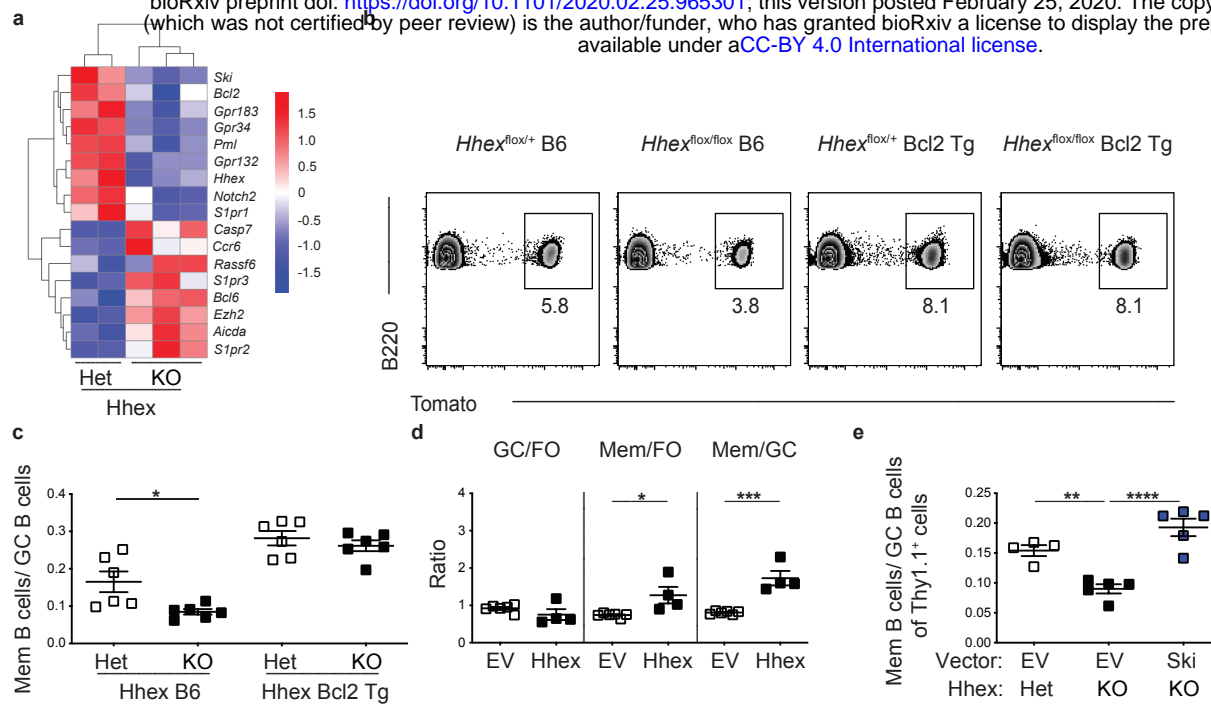 bioRxiv preprint doi: https://doi.org/10.1101/2020.02.25.965301; this version posted February 25, 2020. The copy
(which was not certified by peer review) is the author/funder, who has granted bioRxiv a license to display the pre
available under aCC-BY 4.0 International license.
a
b
Ski
Bcl2
Gpr183
Gpr34
Pml
Gpr132
Hhex
Notch2
S1pr1
Casp7
Ccr6
Rassf6
S1pr3
Bcl6
Ezh2
Aicda
S1pr2
1.5
1.0
0.5
0
-0.5
-1.0
-1.5
Het KO
Hhex
Hhexflox/+ B6
Hhexflox/flox B6
Hhexflox/+ Bcl2 Tg
Hhexflox/flox Bcl2 Tg
5.8
3.8
8.1
8.1
B220
Tomato
c
Mem B cells/ GC B cells
0.4
0.3
0.2
0.1
0.0
*
Het KO Het KO
Hhex B6 Hhex Bcl2 Tg
d
GC/FO Mem/FO Mem/GC
Ratio
4
3
2
1
0
* ***
EV Hhex EV Hhex EV Hhex
e
Mem B cells/ GC B cells
of Thy1.1+ cells
0.25
0.20
0.15
0.10
0.05
0.00
** ****
Vector: EV EV Ski
Hhex: Het KO KO